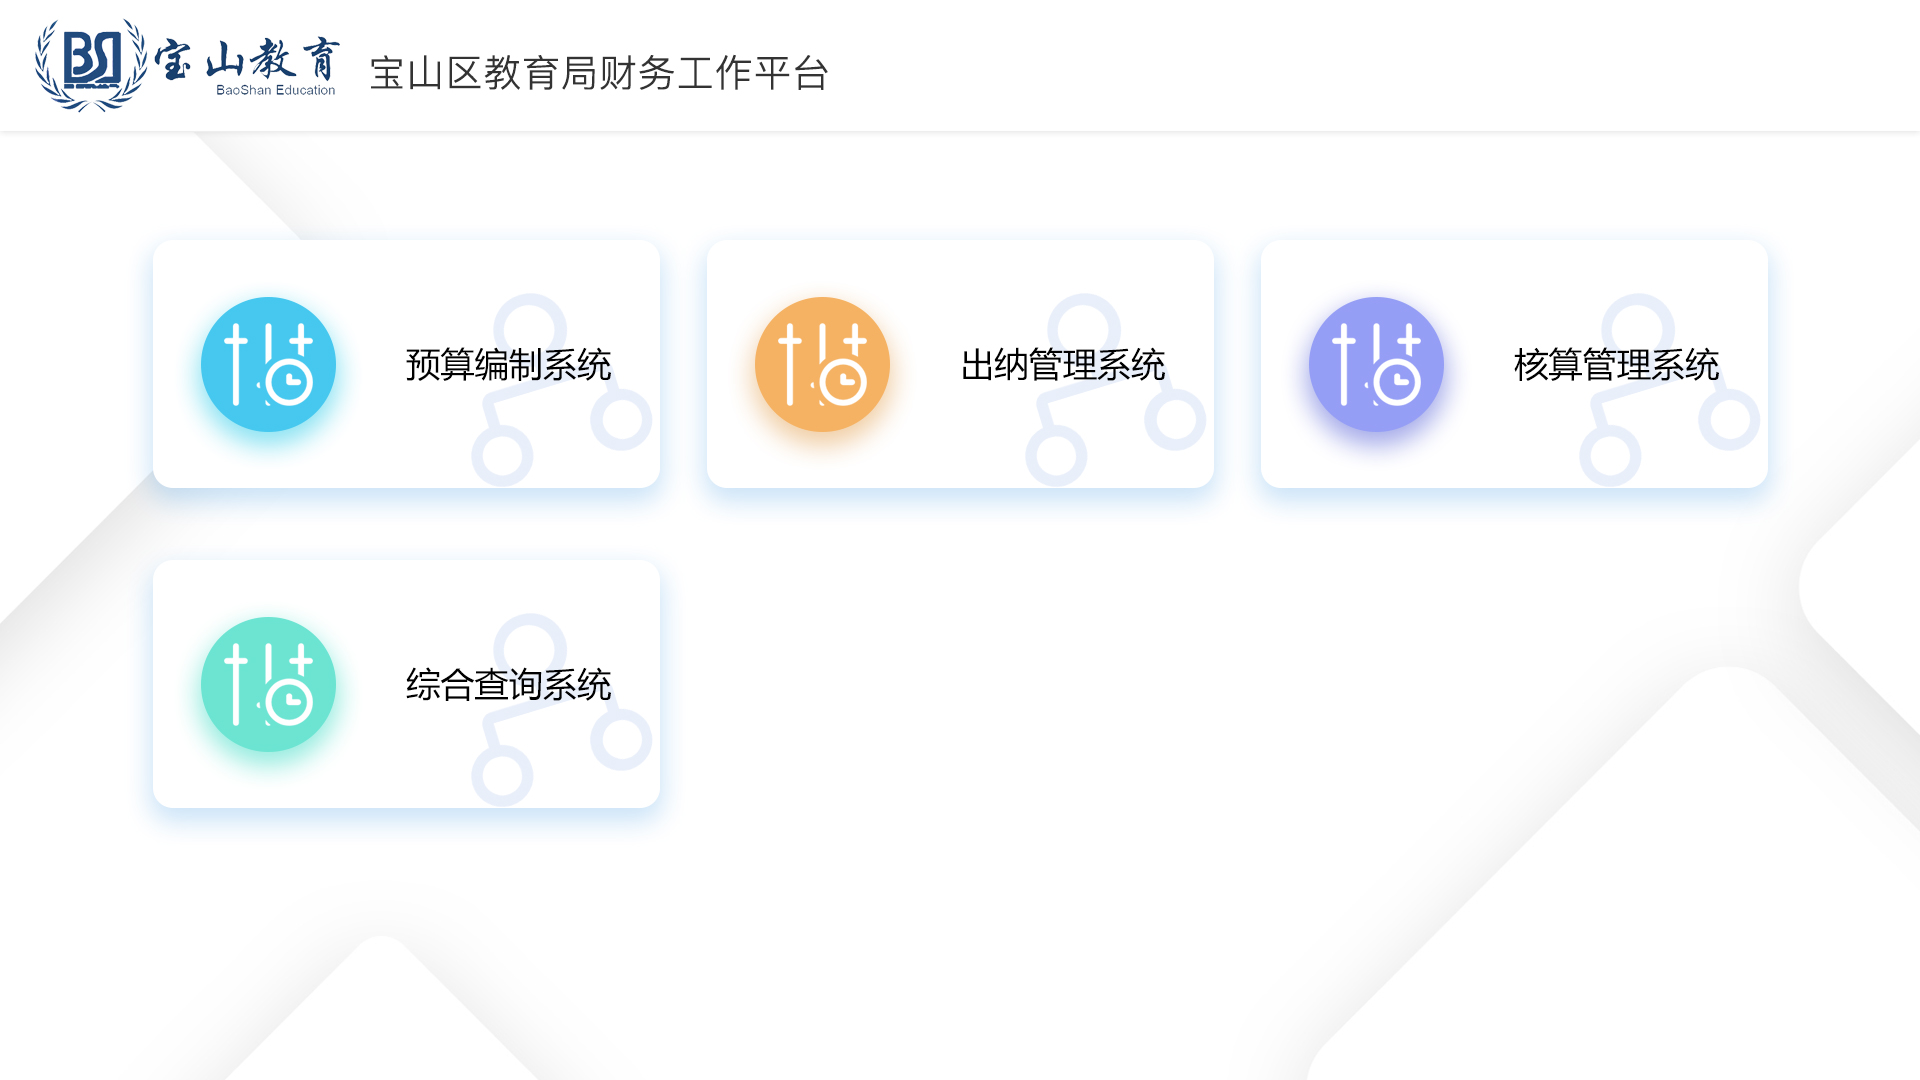 宝山教育
BaoShan Education
宝山区教育局财务工作平台
预算编制系统
出纳管理系统
核算管理系统
综合查询系统